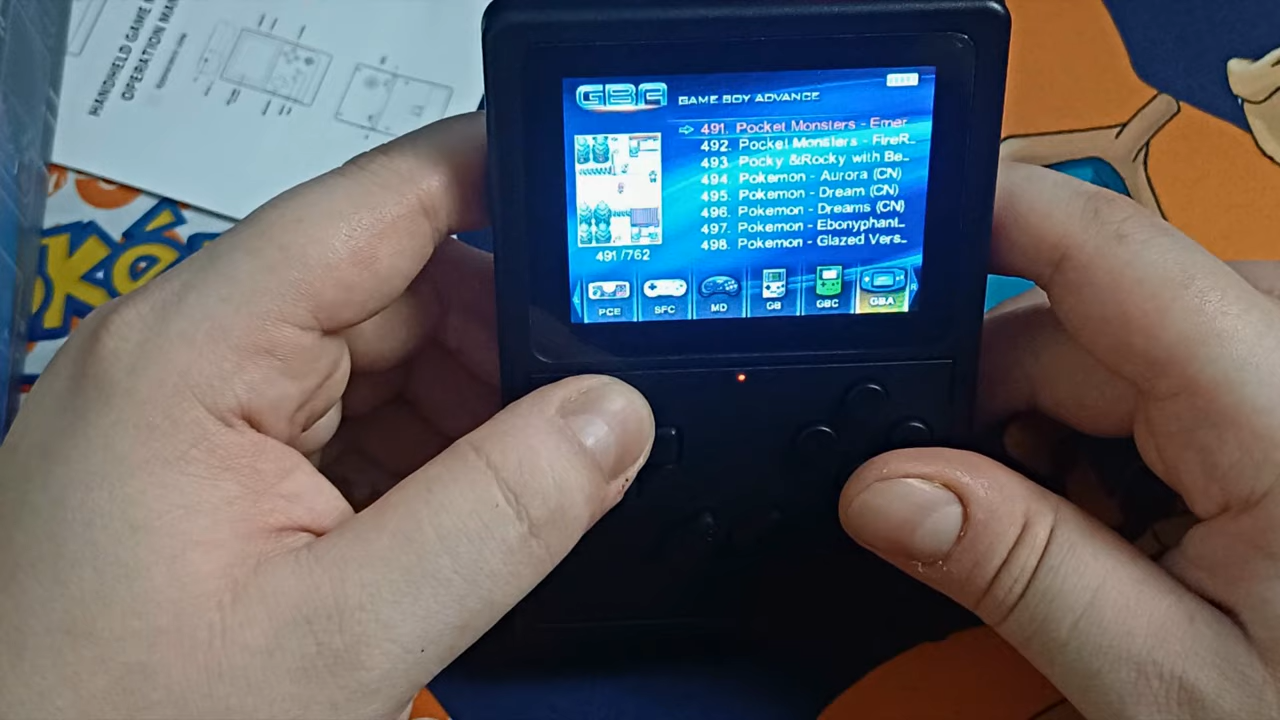 HANDHELD GAME
OPERATION MAN
POKé
GBA GAME BOY ADVANCE
491. Pocket Monsters - Emer
492. Pocket Monsters - FireR..
493. Pocky &Rocky with Be..
494. Pokemon - Aurora (CN)
495. Pokemon - Dream (CN)
496. Pokemon - Dreams (CN)
497. Pokemon - Ebonyphant..
498. Pokemon - Glazed Vers..
491 /762
PCE SFC MD GB GBC GBA R